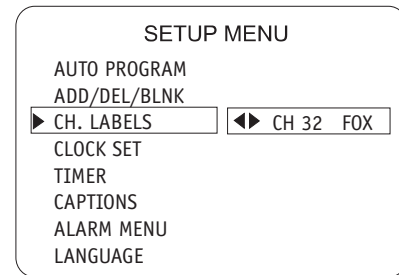 SETUP MENU
AUTO PROGRAM
ADD/DEL/BLNK
CH. LABELS CH 32 FOX
CLOCK SET
TIMER
CAPTIONS
ALARM MENU
LANGUAGE